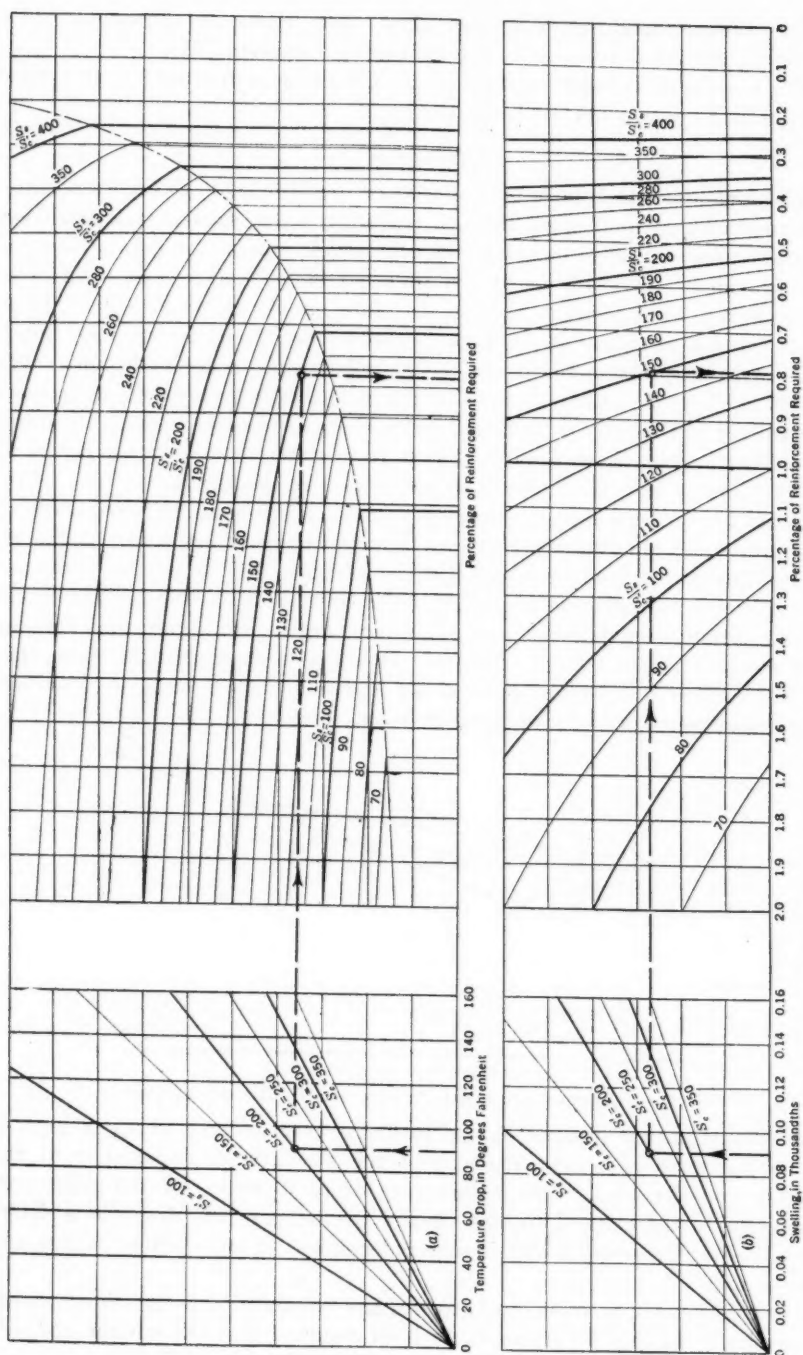 S's = 100
S'c = 150
S'c = 200
S'c = 250
S'c = 300
S'c = 350
(a)
0 20 40 60 80 100 120 140 160
Temperature Drop, in Degrees Fahrenheit
Ss/S'c = 400
350
Ss/S'c = 300
280
260
240
220
Ss/S'c = 200
190
180
170
160
150
140
130
120
110
Ss/S'c = 100
90
80
70
Percentage of Reinforcement Required
S'c = 100
S'c = 150
S'c = 200
S'c = 250
S'c = 300
S'c = 350
(b)
0 0.02 0.04 0.06 0.08 0.10 0.12 0.14 0.16
Swelling, in Thousandths
Ss/S'c = 400
350
300
280
260
240
220
Ss/S'c = 200
190
180
170
160
150
140
130
120
110
Ss/S'c = 100
90
80
70
2.0 1.9 1.8 1.7 1.6 1.5 1.4 1.3 1.2 1.1 1.0 0.9 0.8 0.7 0.6 0.5 0.4 0.3 0.2 0.1 0
Percentage of Reinforcement Required